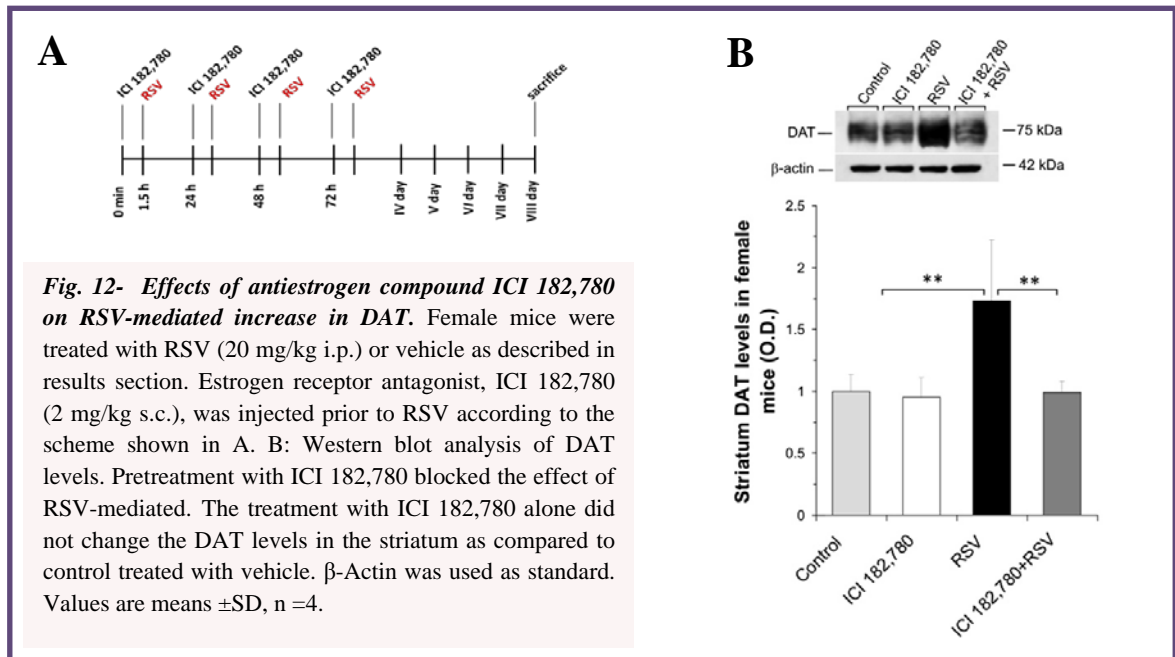 A
ICI 182,780
RSV
ICI 182,780
RSV
ICI 182,780
RSV
ICI 182,780
RSV
sacrifice
0 min
1.5 h
24 h
48 h
72 h
IV day
V day
VI day
VII day
VIII day
Fig. 12- Effects of antiestrogen compound ICI 182,780
on RSV-mediated increase in DAT. Female mice were
treated with RSV (20 mg/kg i.p.) or vehicle as described in
results section. Estrogen receptor antagonist, ICI 182,780
(2 mg/kg s.c.), was injected prior to RSV according to the
scheme shown in A. B: Western blot analysis of DAT
levels. Pretreatment with ICI 182,780 blocked the effect of
RSV-mediated. The treatment with ICI 182,780 alone did
not change the DAT levels in the striatum as compared to
control treated with vehicle. β-Actin was used as standard.
Values are means ±SD, n =4.
B
Control
ICI 182,780
RSV
ICI 182,780
+ RSV
DAT
75 kDa
β-actin
42 kDa
Striatum DAT levels in female
mice (O.D.)
2.5
2
1.5
1
0.5
0
**
**
Control
ICI 182,780
RSV
ICI 182,780+RSV